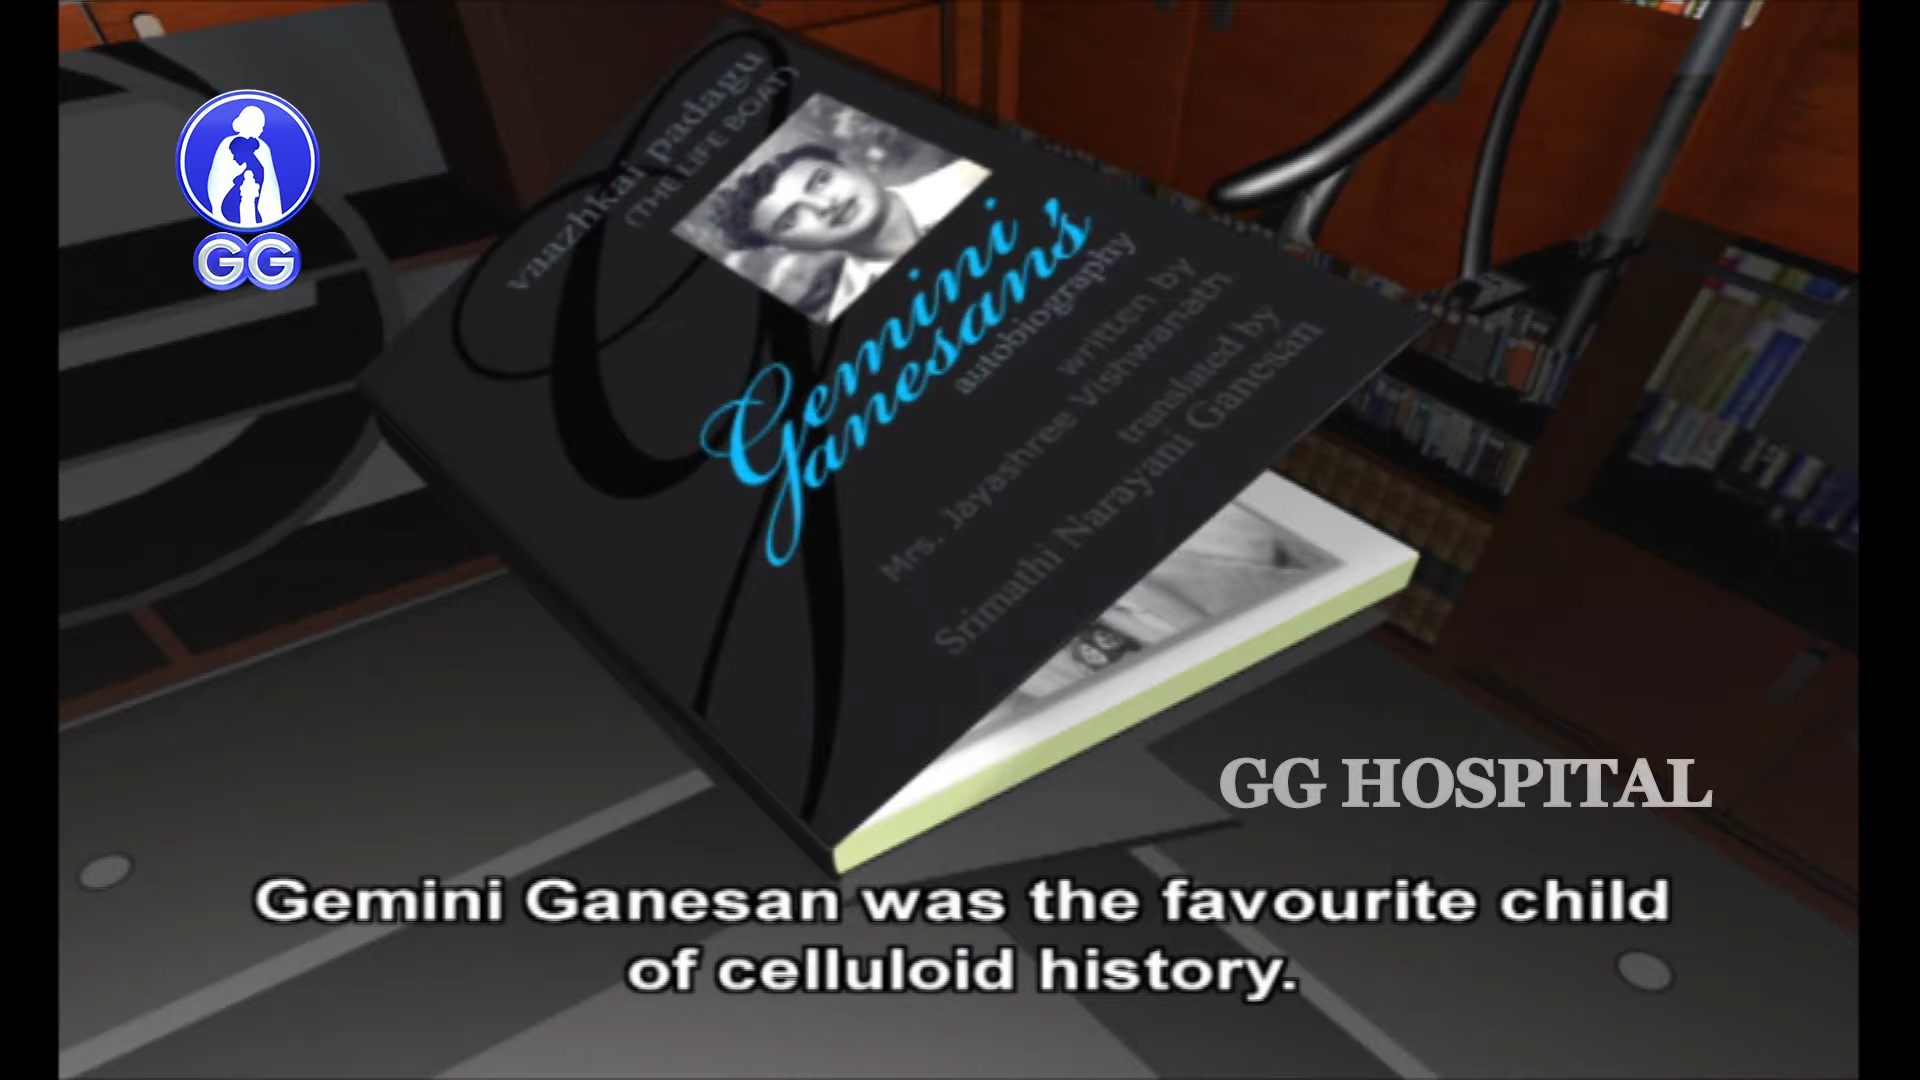 GG
vaazhkai padagu
(THE LIFE BOAT)
Gemini
Ganesan's
autobiography
written by
Mrs. Jayashree Vishwanath
translated by
Srimathi Narayani Ganesan
GG HOSPITAL
Gemini Ganesan was the favourite child
of celluloid history.